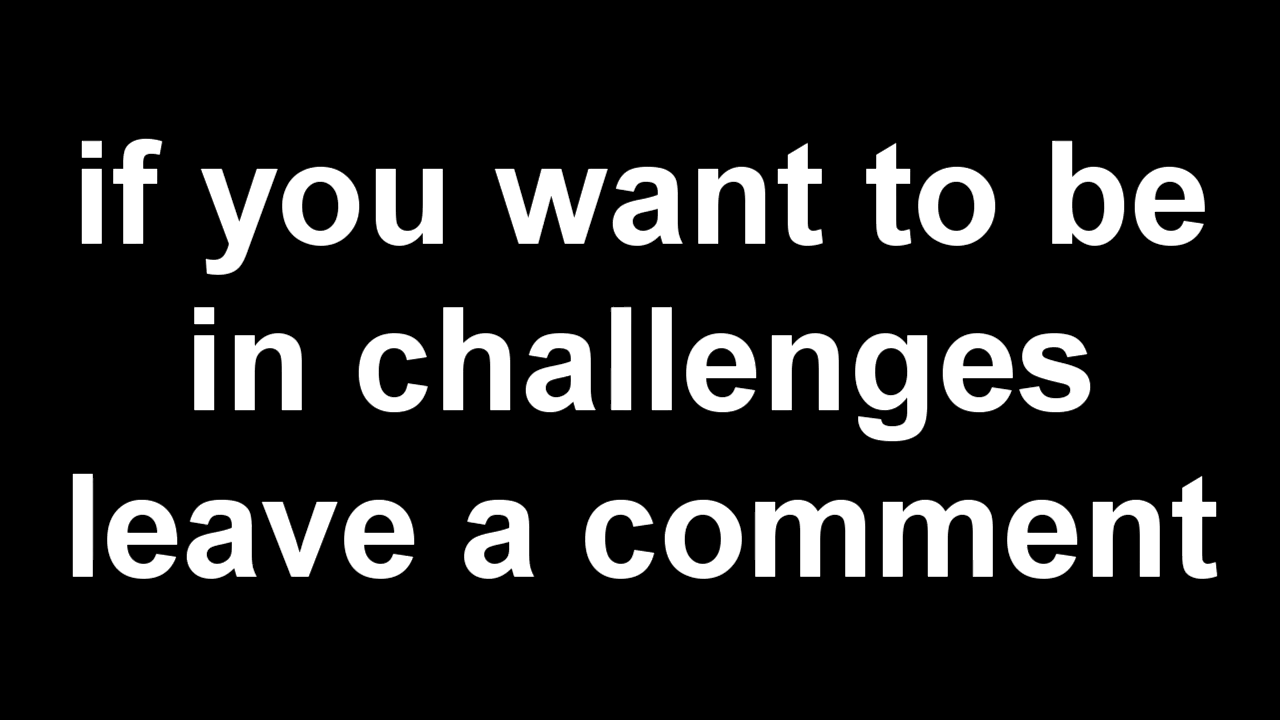 if you want to be
in challenges
leave a comment